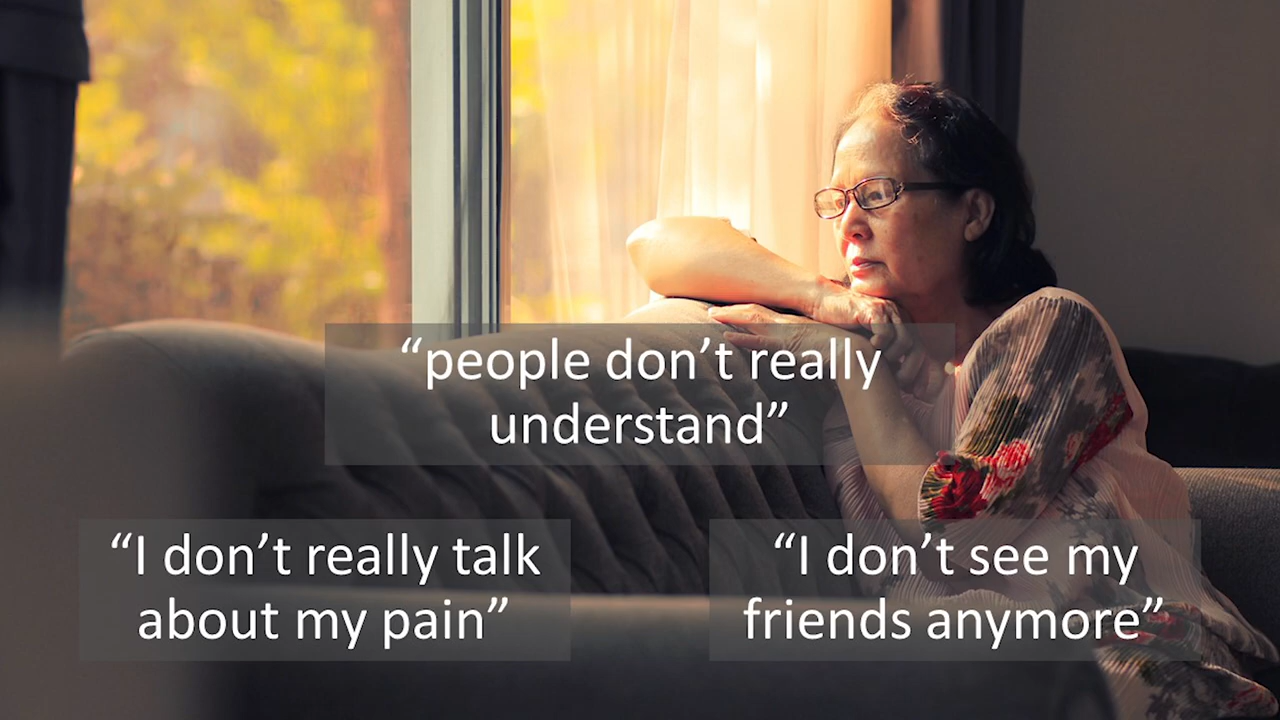 “people don’t really
understand”
“I don’t really talk
about my pain”
“I don’t see my
friends anymore”